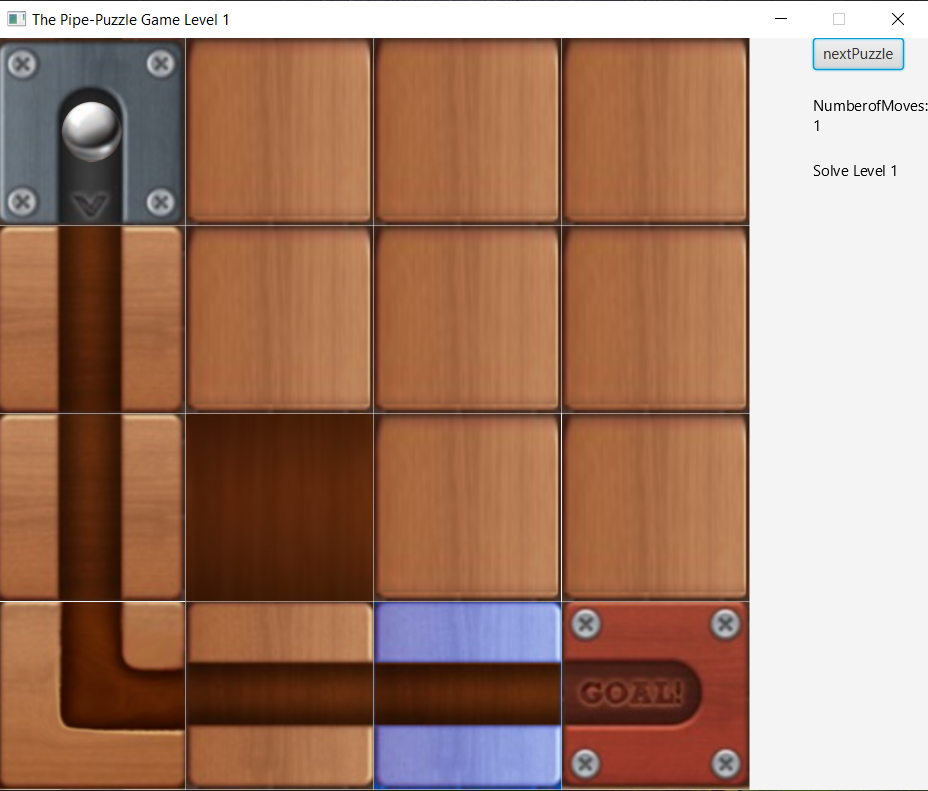 The Pipe-Puzzle Game Level 1
nextPuzzle
NumberofMoves:
1
Solve Level 1
GOAL!